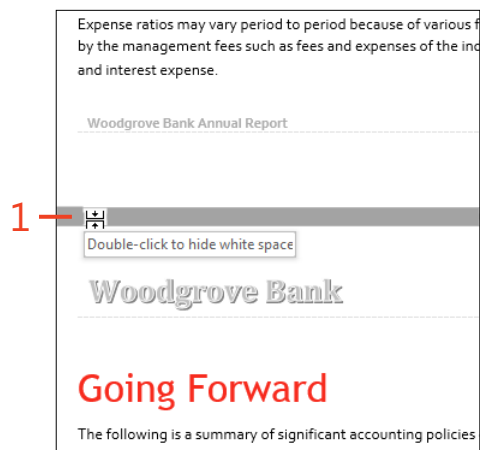 Expense ratios may vary period to period because of various
by the management fees such as fees and expenses of the
and interest expense.
Woodgrove Bank Annual Report
1
Double-click to hide white space
Woodgrove Bank
Going Forward
The following is a summary of significant accounting policies